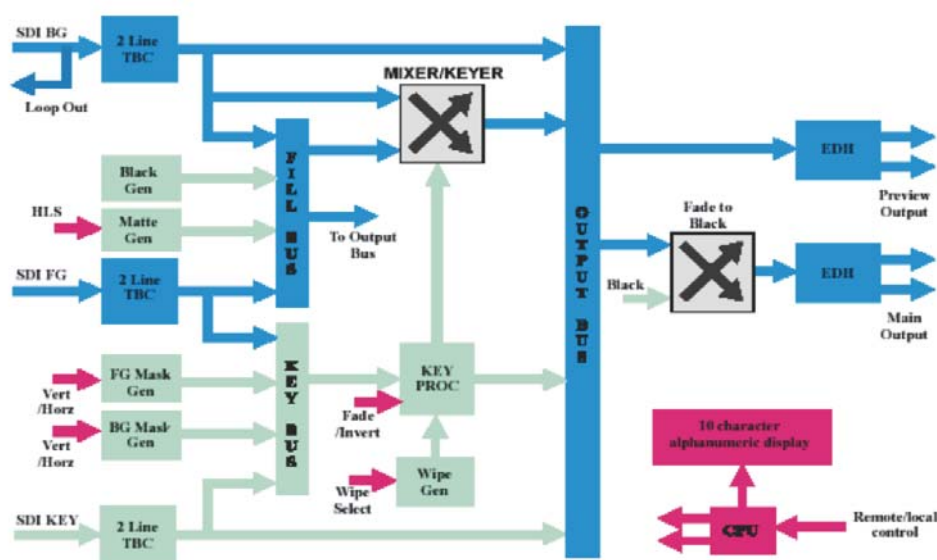 SDI BG
2 Line
TBC
Loop Out
MIXER/KEYER
Black
Gen
HLS
Matte
Gen
FILL BUS
To Output
Bus
SDI FG
2 Line
TBC
FG Mask
Gen
Vert
/Horz
BG Mask
Gen
Vert
/Horz
KEY BUS
KEY
PROC
Fade
/Invert
Wipe
Gen
Wipe
Select
SDI KEY
2 Line
TBC
OUTPUT BUS
EDH
Preview
Output
Fade to
Black
Black
EDH
Main
Output
10 character
alphanumeric display
CPU
Remote/local
control